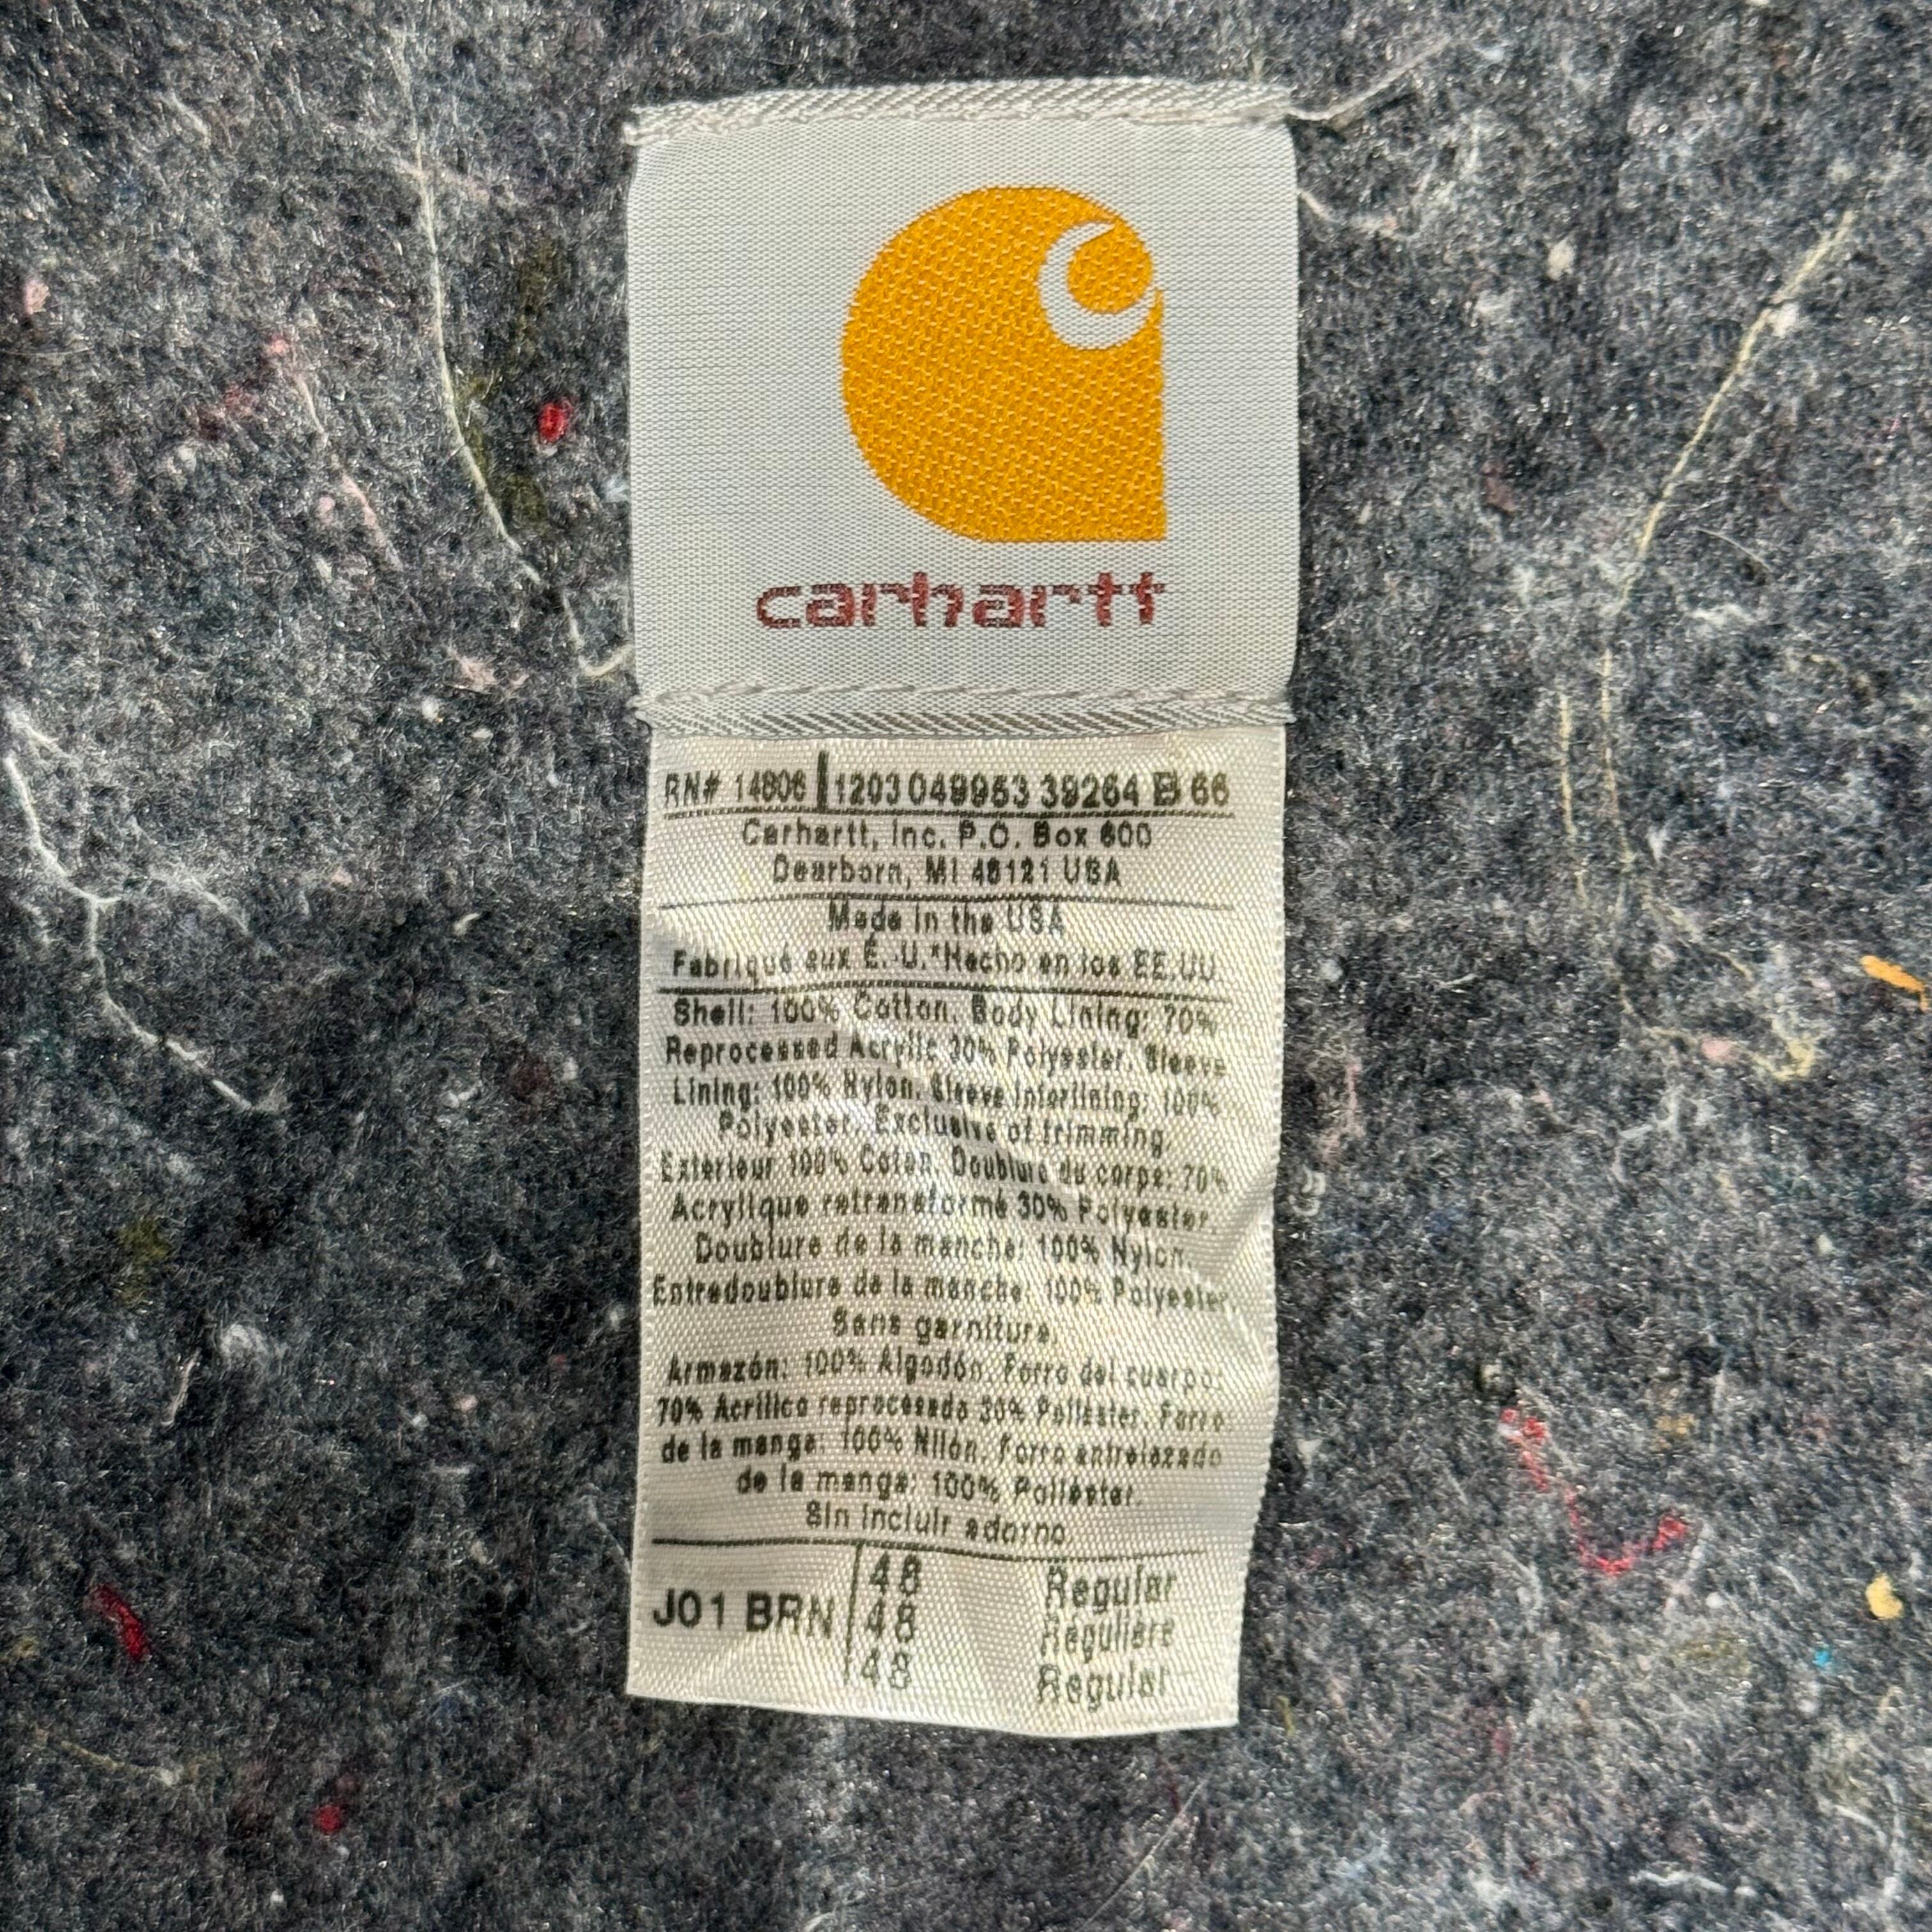 carhartt
RN# 14806 1203 049953 39264 B 66
Carhartt, Inc. P.O. Box 600
Dearborn, MI 48121 USA
Made in the USA
Fabriqué aux É.-U.*Hecho en los EE.UU.
Shell: 100% Cotton. Body Lining: 70%
Reprocessed Acrylic 30% Polyester. Sleeve
Lining: 100% Nylon. Sleeve Interlining: 100%
Polyester. Exclusive of trimming.
Exterieur 100% Coton. Doublure du corps: 70%
Acrylique retransformé 30% Polyester.
Doublure de la manche: 100% Nylon.
Entredoublure de la manche: 100% Polyester.
Sans garniture.
Armazón: 100% Algodón. Forro del cuerpo:
70% Acrílico reprocesado 30% Poliéster. Forro
de la manga: 100% Nilón. Forro entrelazado
de la manga: 100% Poliéster.
Sin incluir adorno
J01 BRN
48 Regular
48 Régulière
48 Regular